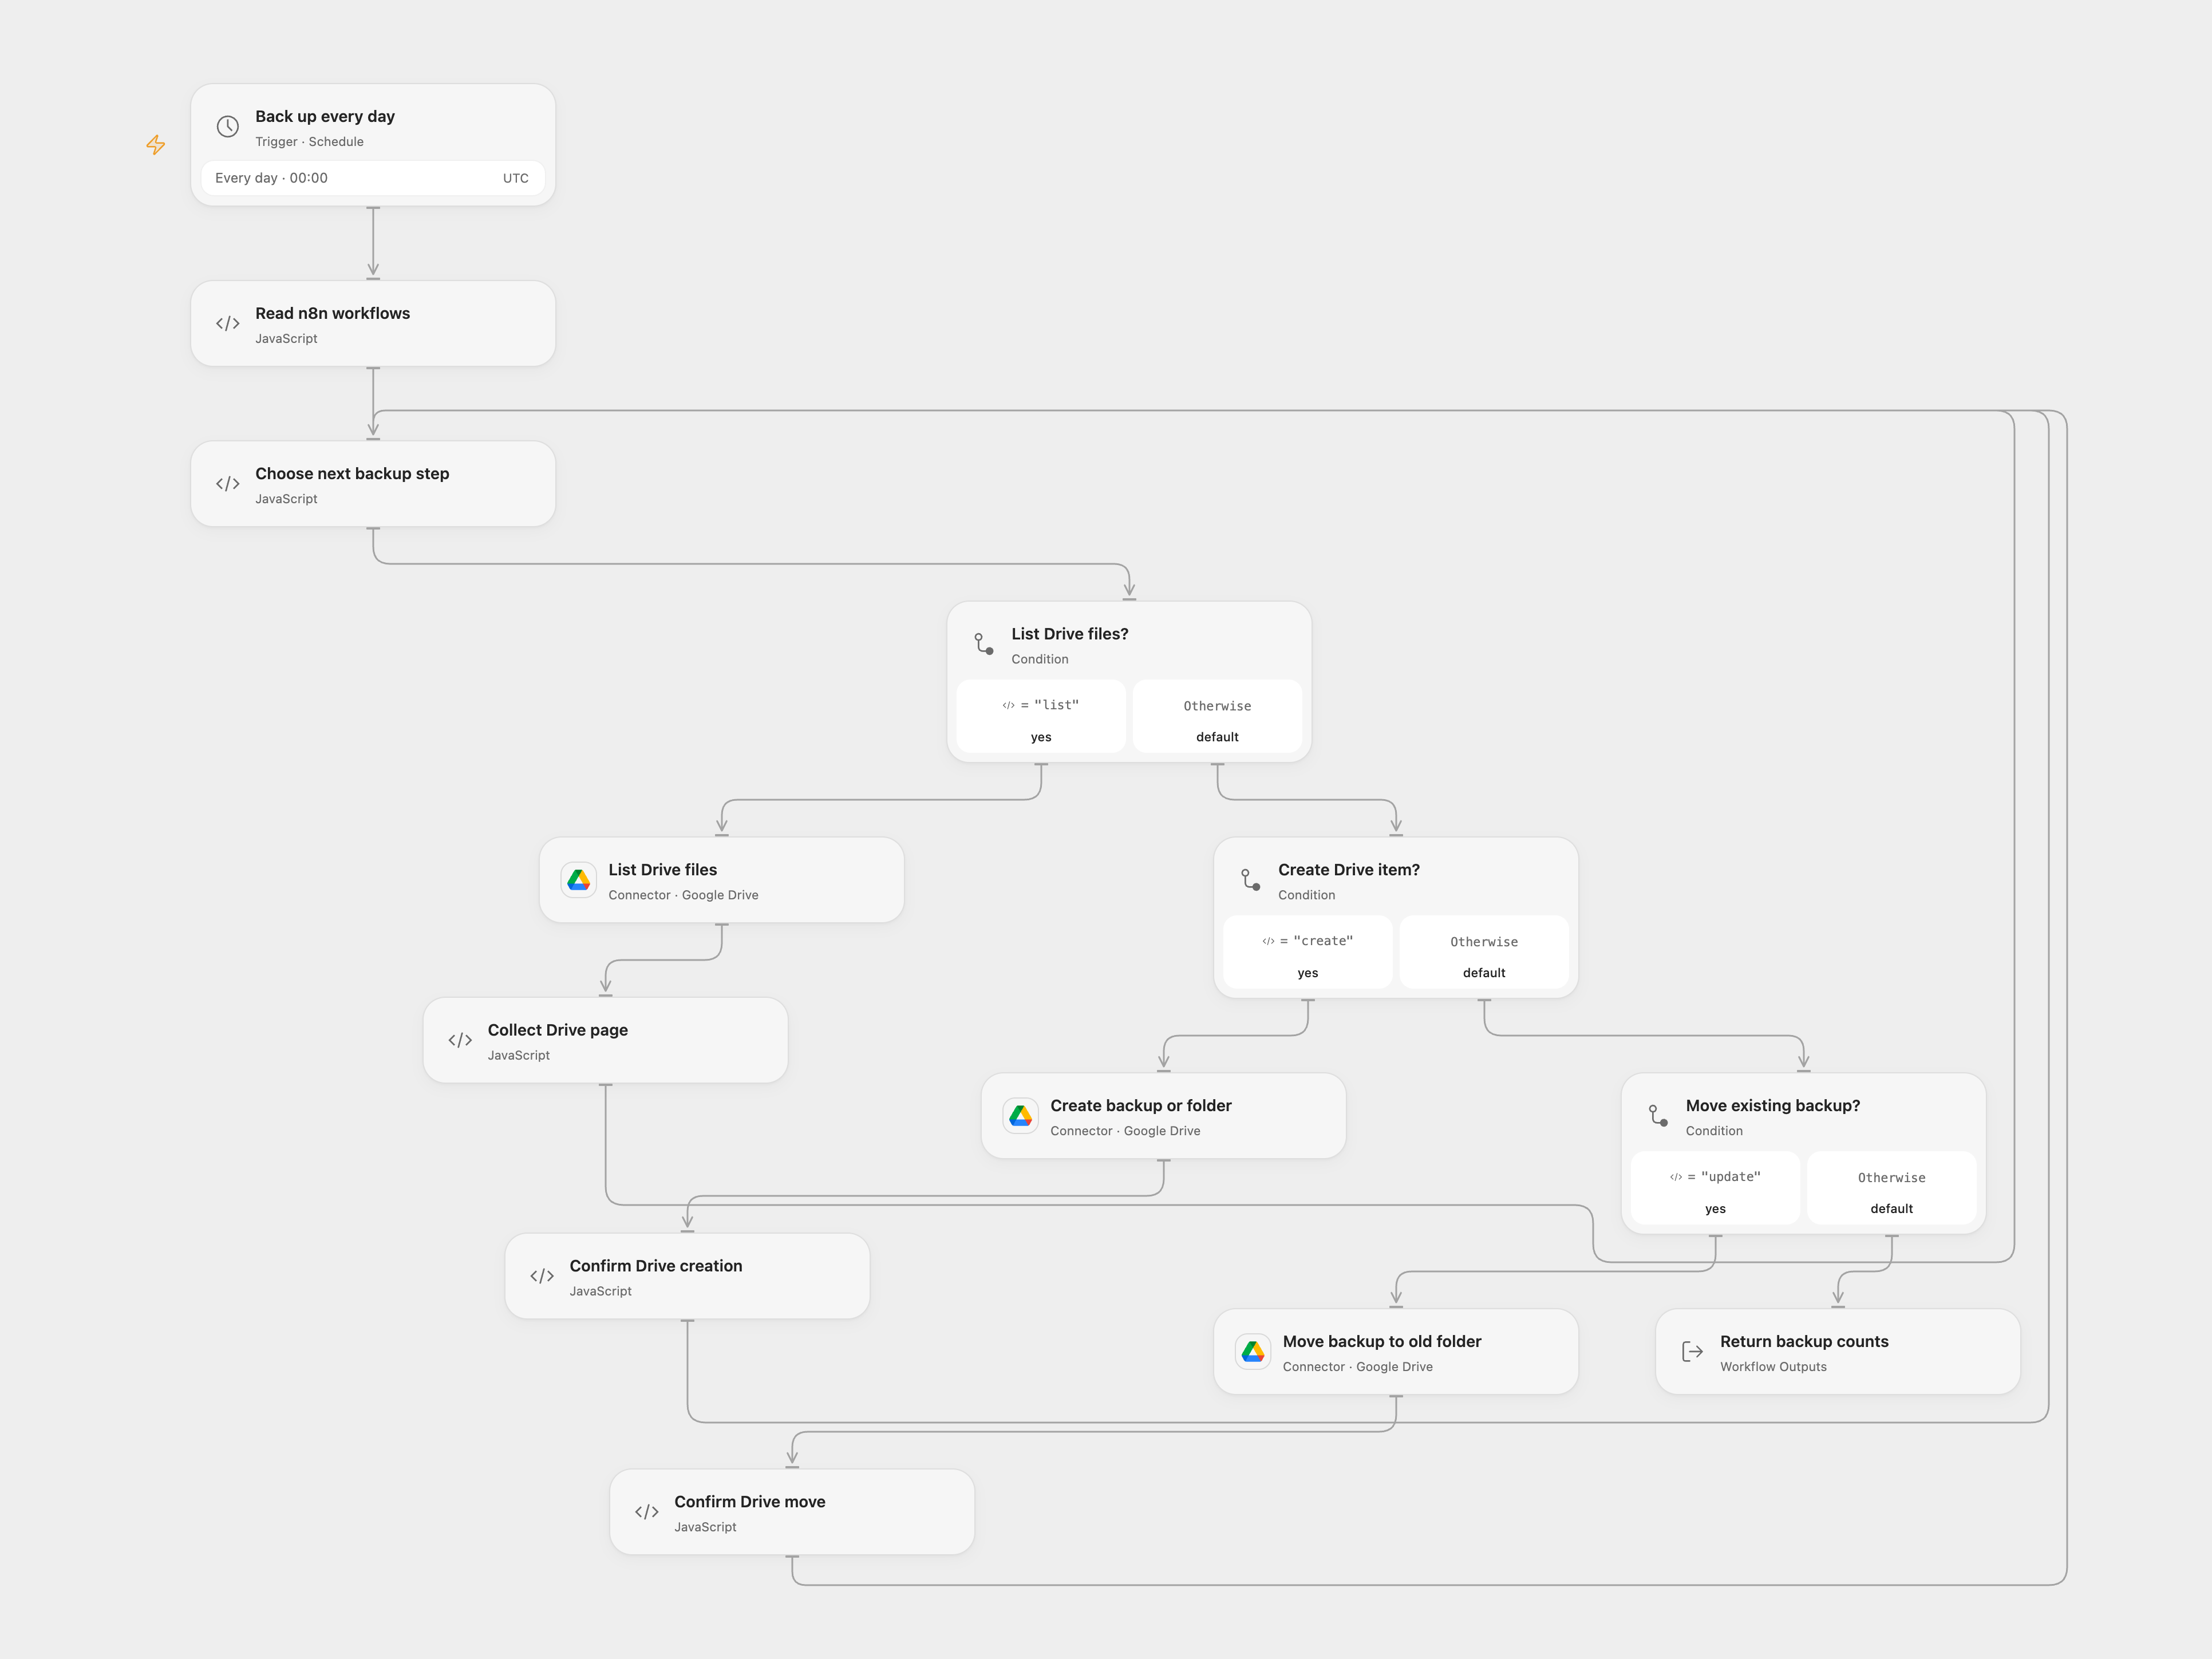 Back up every day
Trigger · Schedule
Every day · 00:00 UTC
Read n8n workflows
JavaScript
Choose next backup step
JavaScript
List Drive files?
Condition
</> = "list" Otherwise
yes default
List Drive files
Connector · Google Drive
Create Drive item?
Condition
</> = "create" Otherwise
yes default
Collect Drive page
JavaScript
Create backup or folder
Connector · Google Drive
Move existing backup?
Condition
</> = "update" Otherwise
yes default
Confirm Drive creation
JavaScript
Move backup to old folder
Connector · Google Drive
Return backup counts
Workflow Outputs
Confirm Drive move
JavaScript